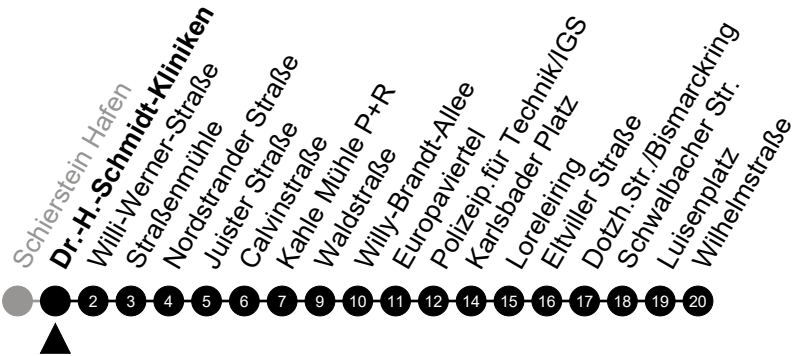 Schierstein Hafen
Dr.-H.-Schmidt-Kliniken
Willi-Werner-Straße
Straßenmühle
Nordstrander Straße
Juister Straße
Calvinstraße
Kahle Mühle P+R
Waldstraße
Willy-Brandt-Allee
Europaviertel
Polizeip.für Technik/IGS
Karlsbader Platz
Loreleiring
Eltviller Straße
Dotzh.Str./Bismarckring
Schwalbacher Str.
Luisenplatz
Wilhelmstraße
2 3 4 5 6 7 9 10 11 12 14 15 16 17 18 19 20